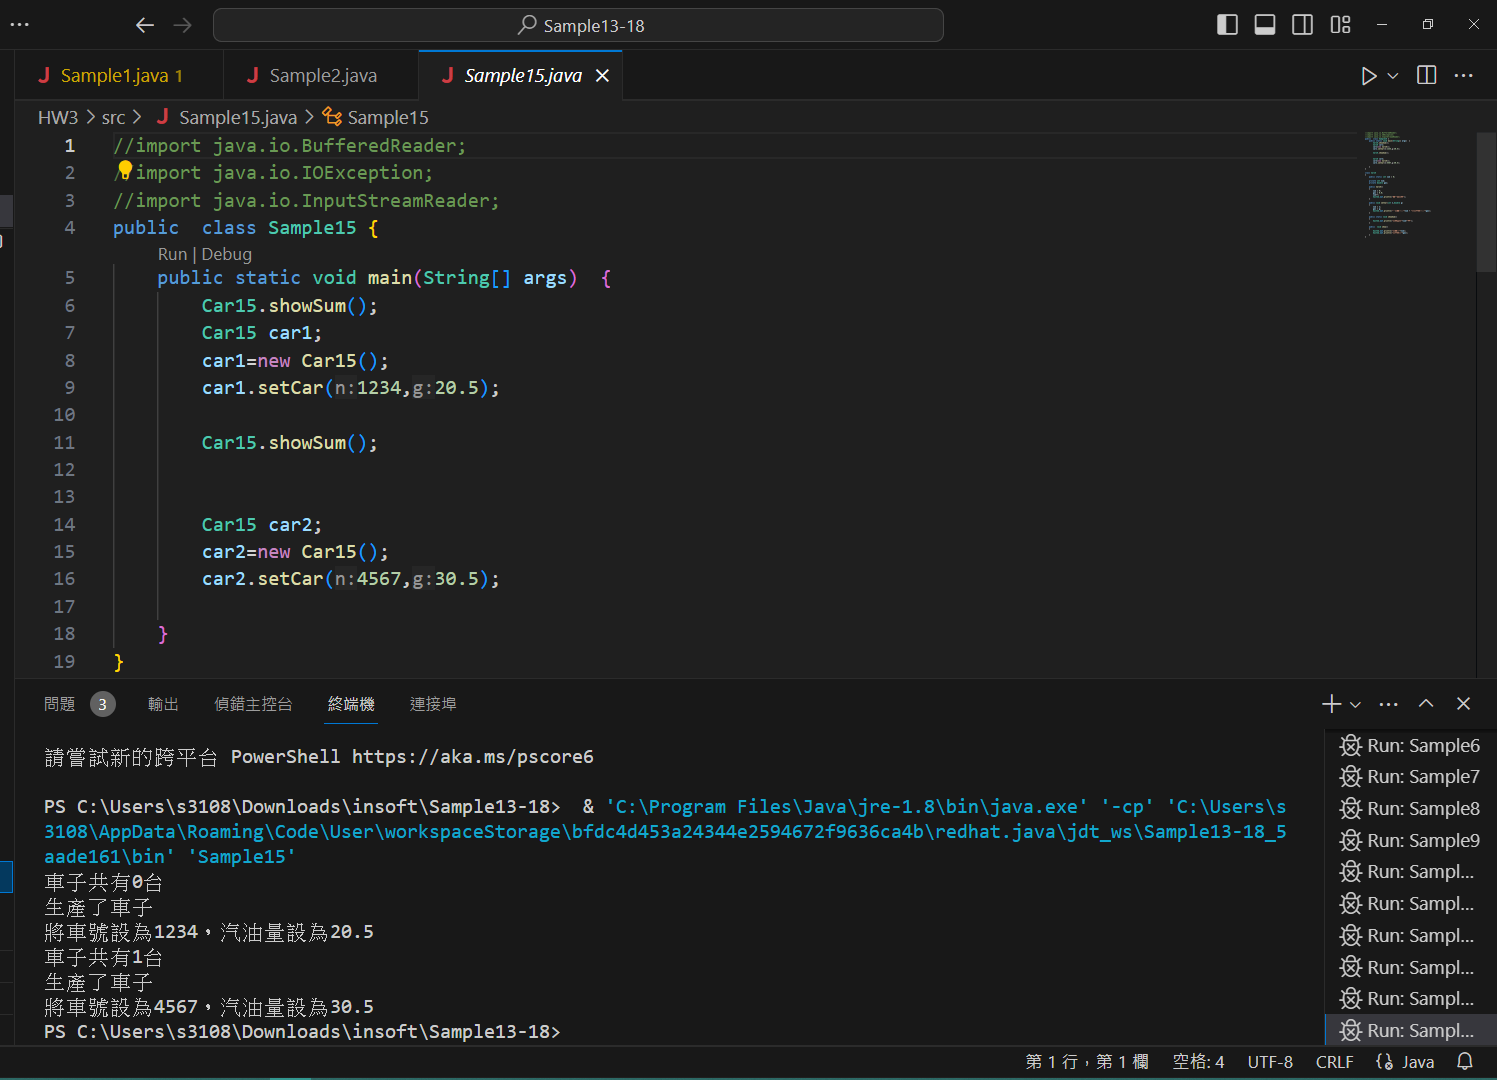 Sample13-18
Sample1.java 1
Sample2.java
Sample15.java
HW3 > src > Sample15.java > Sample15
1 //import java.io.BufferedReader;
2 //import java.io.IOException;
3 //import java.io.InputStreamReader;
4 public  class Sample15 {
Run | Debug
5 public static void main(String[] args)  {
6 Car15.showSum();
7 Car15 car1;
8 car1=new Car15();
9 car1.setCar(n:1234,g:20.5);
10
11 Car15.showSum();
12
13
14 Car15 car2;
15 car2=new Car15();
16 car2.setCar(n:4567,g:30.5);
17
18 }
19 }
問題 3 輸出 偵錯主控台 終端機 連接埠
請嘗試新的跨平台 PowerShell https://aka.ms/pscore6
PS C:\Users\s3108\Downloads\insoft\Sample13-18>  & 'C:\Program Files\Java\jre-1.8\bin\java.exe' '-cp' 'C:\Users\s
3108\AppData\Roaming\Code\User\workspaceStorage\bfdc4d453a24344e2594672f9636ca4b\redhat.java\jdt_ws\Sample13-18_5
aade161\bin' 'Sample15'
車子共有0台
生產了車子
將車號設為1234，汽油量設為20.5
車子共有1台
生產了車子
將車號設為4567，汽油量設為30.5
PS C:\Users\s3108\Downloads\insoft\Sample13-18>
Run: Sample6
Run: Sample7
Run: Sample8
Run: Sample9
Run: Sampl...
Run: Sampl...
Run: Sampl...
Run: Sampl...
Run: Sampl...
Run: Sampl...
第 1 行，第 1 欄 空格: 4 UTF-8 CRLF Java